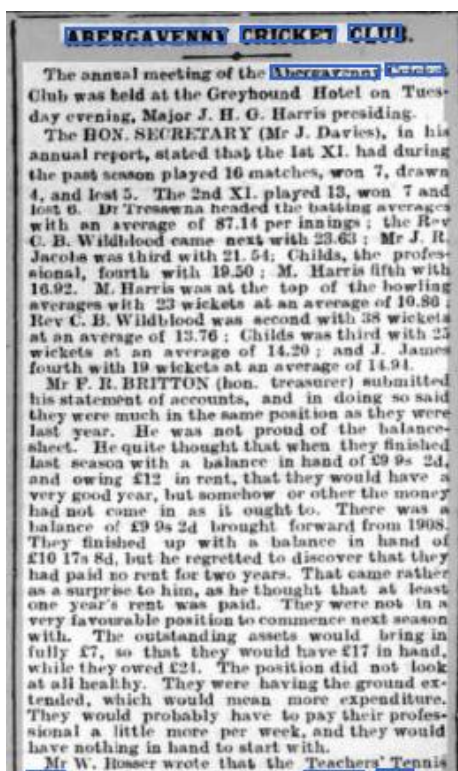 ABERGAVENNY CRICKET CLUB.
The annual meeting of the Abergavenny Cricket
Club was held at the Greyhound Hotel on Tues-
day evening, Major J. H. G. Harris presiding.
The HON. SECRETARY (Mr J. Davies), in his
annual report, stated that the 1st XI. had during
the past season played 16 matches, won 7, drawn
4, and lost 5. The 2nd XI. played 13, won 7 and
lost 6. Dr Tresawna headed the batting averages
with an average of 87.14 per innings; the Rev
C. B. Wildblood came next with 23.63; Mr J. R.
Jacobs was third with 21.54; Childs, the profes-
sional, fourth with 19.50; M. Harris fifth with
16.92. M. Harris was at the top of the bowling
averages with 23 wickets at an average of 10.86;
Rev C. B. Wildblood was second with 38 wickets
at an average of 13.76; Childs was third with 25
wickets at an average of 14.20; and J. James
fourth with 19 wickets at an average of 14.94.
Mr F. R. BRITTON (hon. treasurer) submitted
his statement of accounts, and in doing so said
they were much in the same position as they were
last year. He was not proud of the balance-
sheet. He quite thought that when they finished
last season with a balance in hand of £9 9s 2d,
and owing £12 in rent, that they would have a
very good year, but somehow or other the money
had not come in as it ought to. There was a
balance of £9 9s 2d brought forward from 1908.
They finished up with a balance in hand of
£10 17s 8d, but he regretted to discover that they
had paid no rent for two years. That came rather
as a surprise to him, as he thought that at least
one year's rent was paid. They were not in a
very favourable position to commence next season
with. The outstanding assets would bring in
fully £7, so that they would have £17 in hand,
while they owed £24. The position did not look
at all healthy. They were having the ground ex-
tended, which would mean more expenditure.
They would probably have to pay their profes-
sional a little more per week, and they would
have nothing in hand to start with.
Mr W. Rosser wrote that the Teachers' Tennis